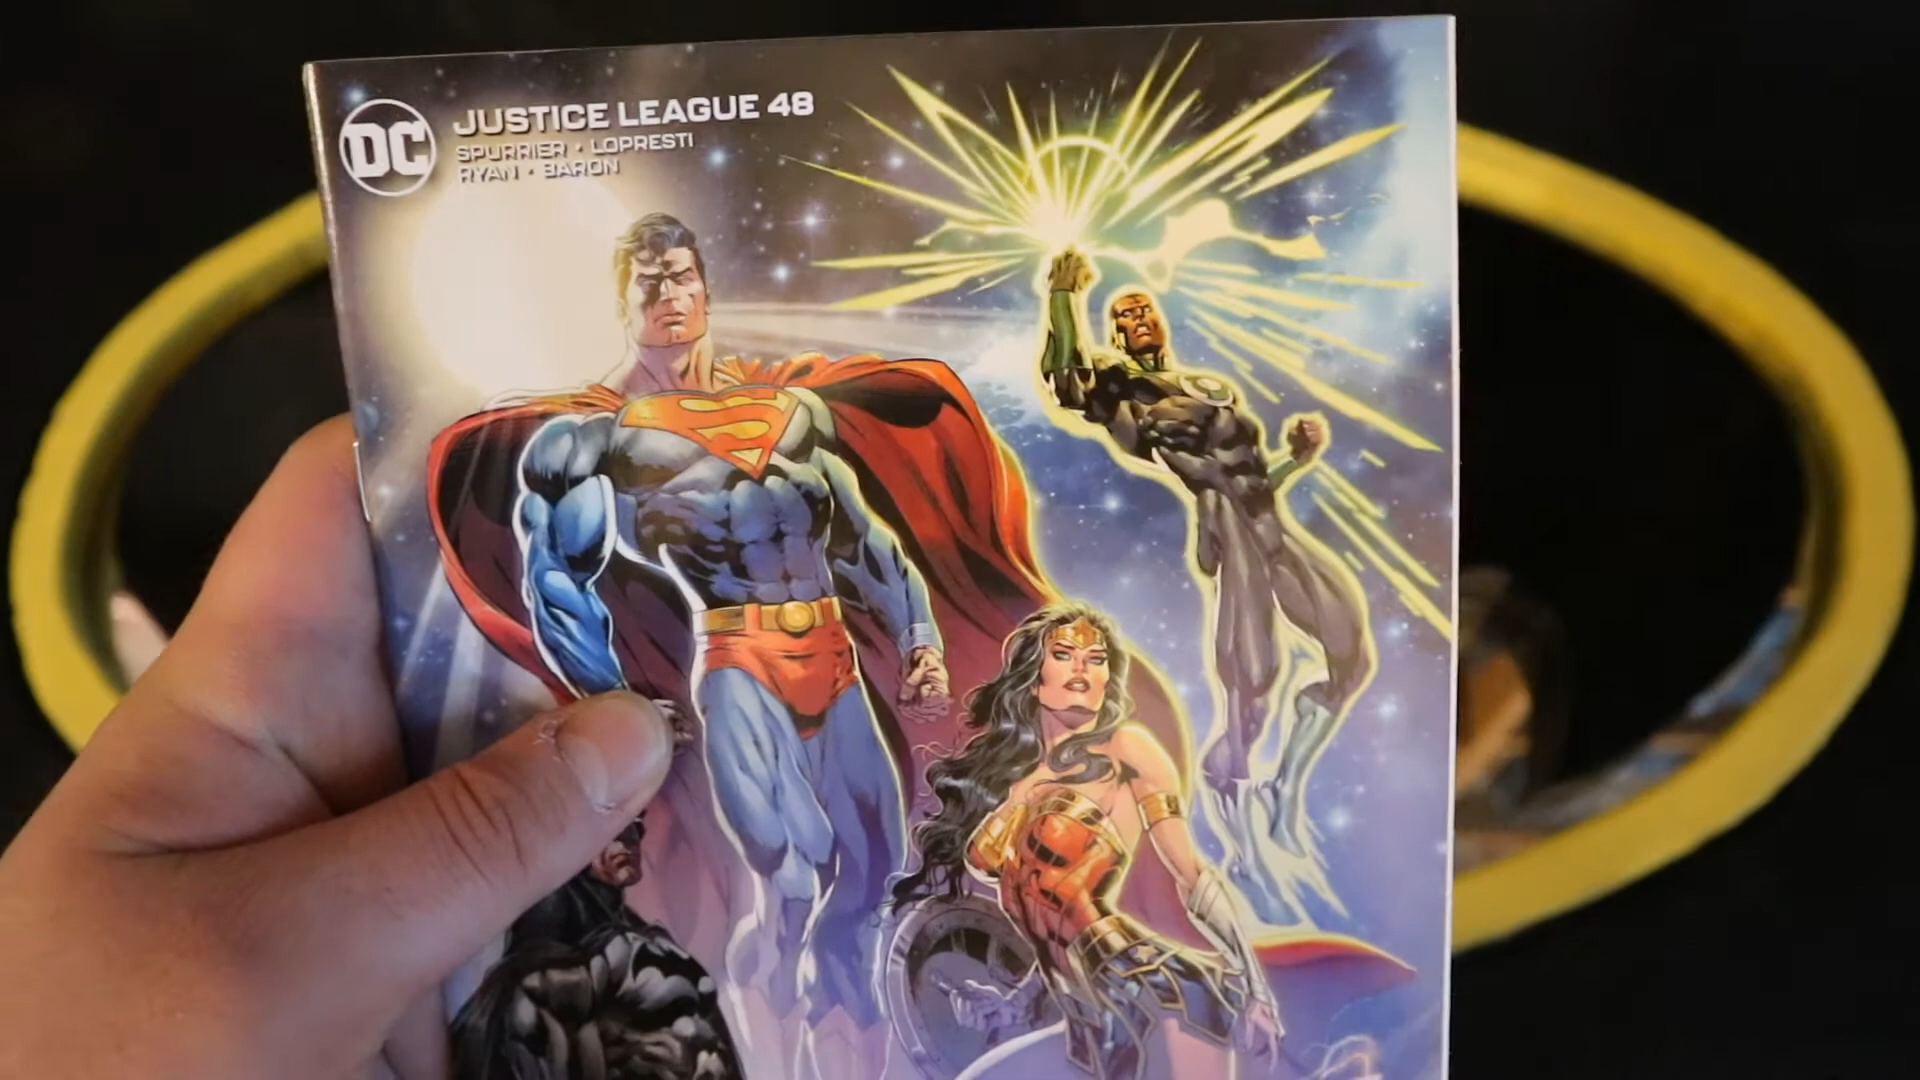 DC
JUSTICE LEAGUE 48
SPURRIER · LOPRESTI
RYAN · BARON
S